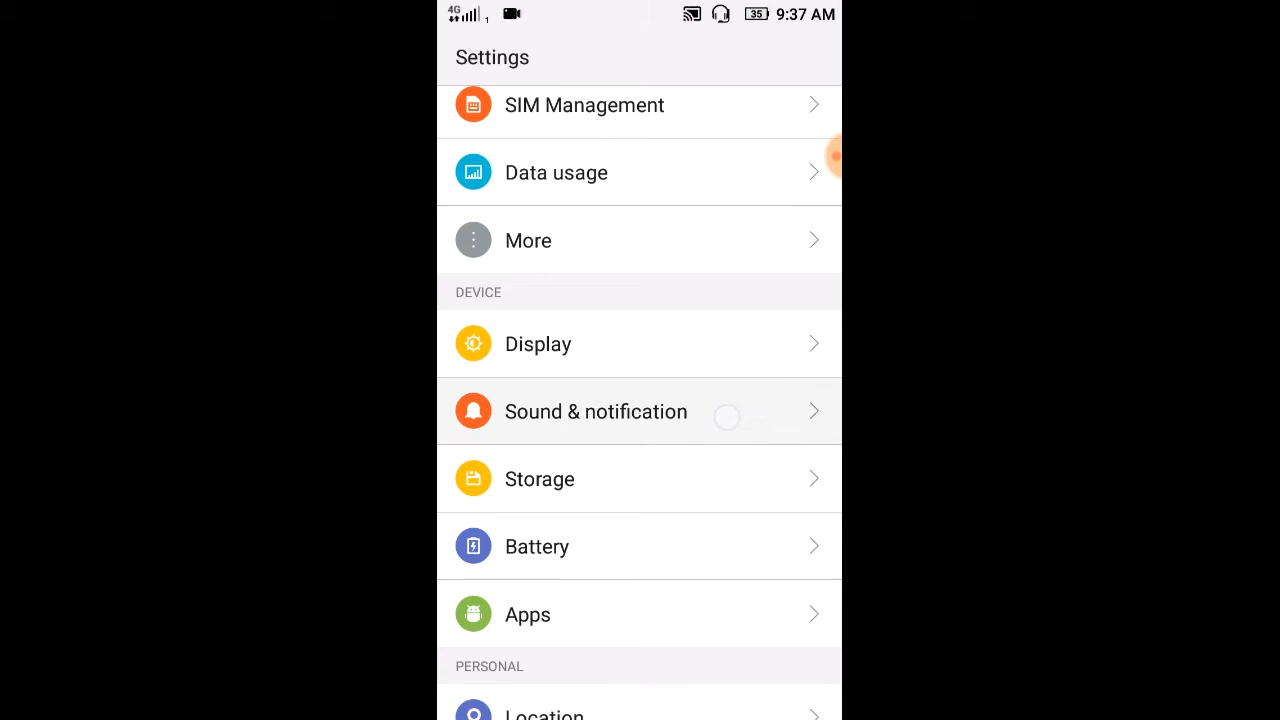 4G 1 35 9:37 AM
Settings
SIM Management
Data usage
More
DEVICE
Display
Sound & notification
Storage
Battery
Apps
PERSONAL
Location